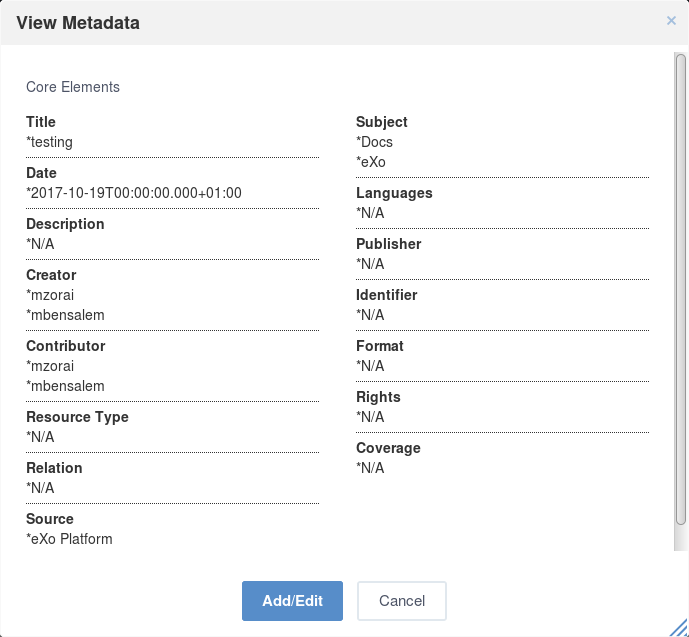 View Metadata
×
Core Elements
Title
*testing
Date
*2017-10-19T00:00:00.000+01:00
Description
*N/A
Creator
*mzorai
*mbensalem
Contributor
*mzorai
*mbensalem
Resource Type
*N/A
Relation
*N/A
Source
*eXo Platform
Subject
*Docs
*eXo
Languages
*N/A
Publisher
*N/A
Identifier
*N/A
Format
*N/A
Rights
*N/A
Coverage
*N/A
Add/Edit
Cancel